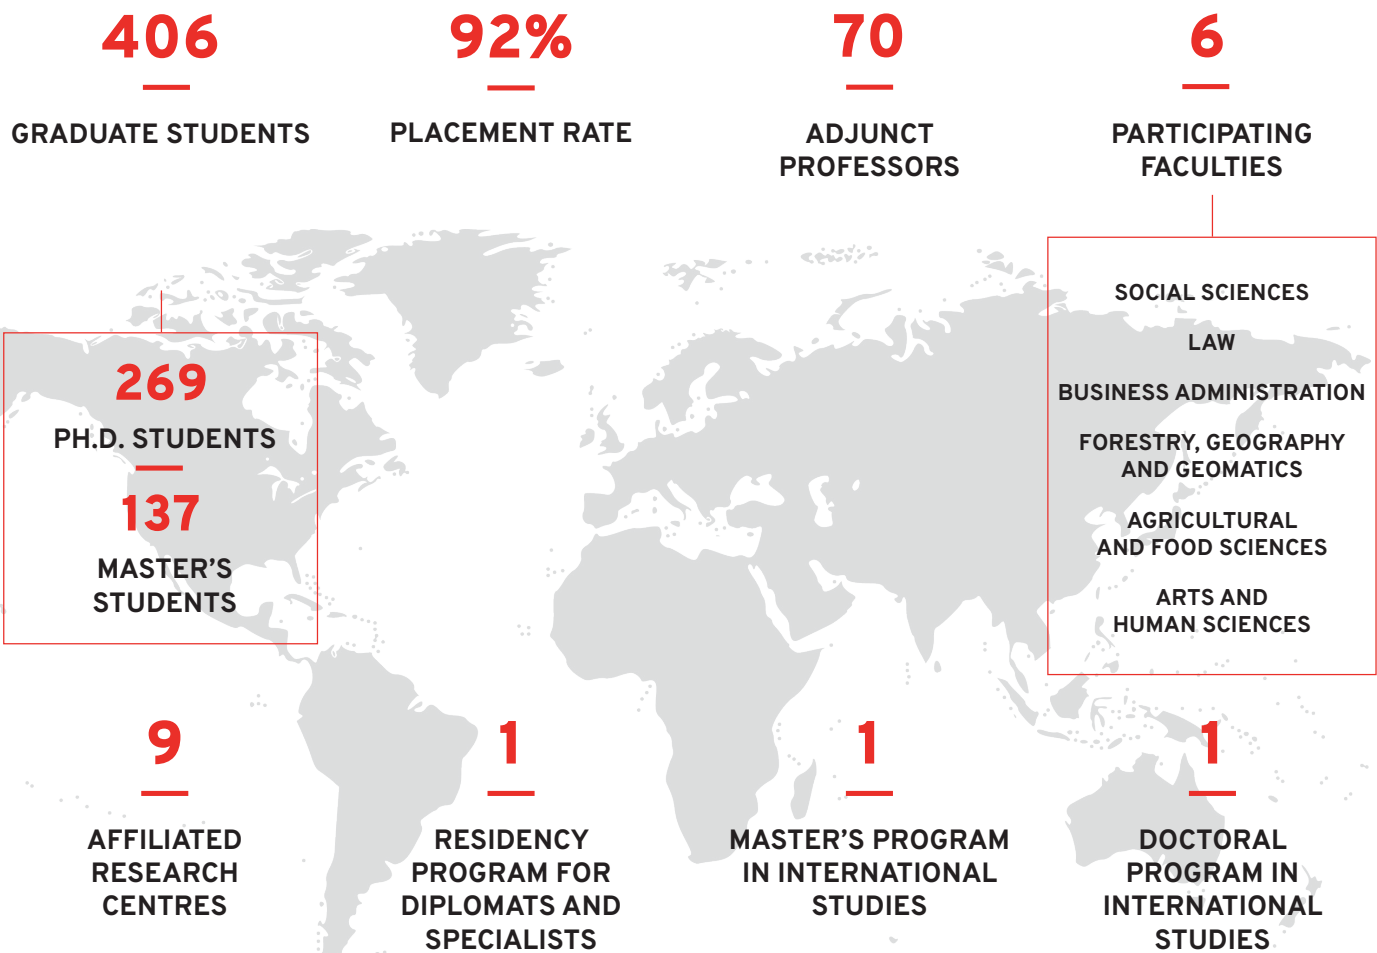 406
GRADUATE STUDENTS
92%
PLACEMENT RATE
70
ADJUNCT
PROFESSORS
6
PARTICIPATING
FACULTIES
269
PH.D. STUDENTS
137
MASTER’S
STUDENTS
SOCIAL SCIENCES
LAW
BUSINESS ADMINISTRATION
FORESTRY, GEOGRAPHY
AND GEOMATICS
AGRICULTURAL
AND FOOD SCIENCES
ARTS AND
HUMAN SCIENCES
9
AFFILIATED
RESEARCH
CENTRES
1
RESIDENCY
PROGRAM FOR
DIPLOMATS AND
SPECIALISTS
1
MASTER’S PROGRAM
IN INTERNATIONAL
STUDIES
1
DOCTORAL
PROGRAM IN
INTERNATIONAL
STUDIES